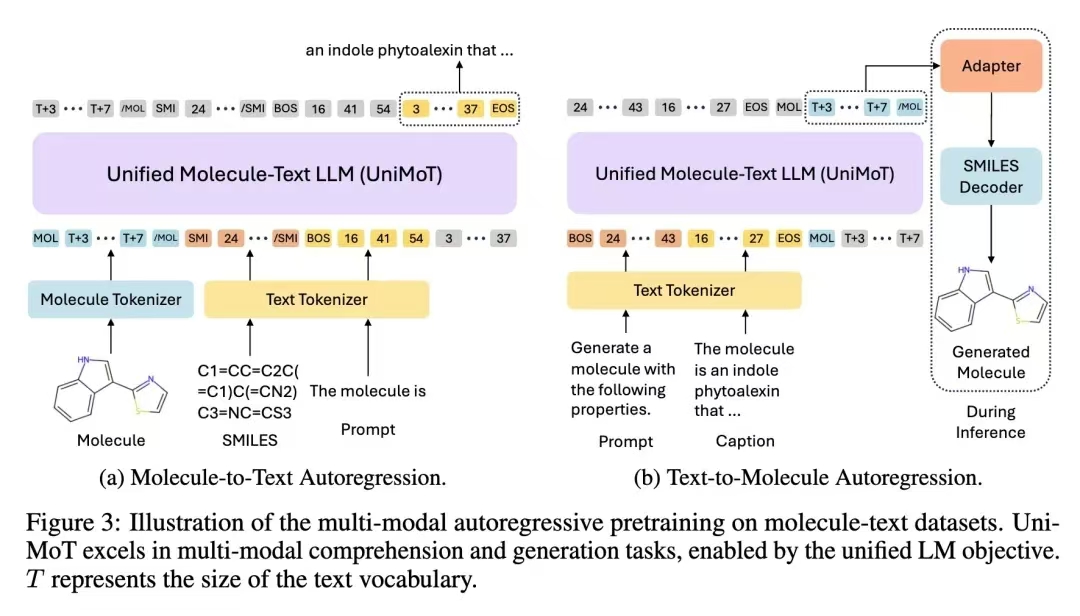 an indole phytoalexin that ...
T+3 ··· T+7 /MOL SMI 24 ··· /SMI BOS 16 41 54 3 ··· 37 EOS
Unified Molecule-Text LLM (UniMoT)
MOL T+3 ··· T+7 /MOL SMI 24 ··· /SMI BOS 16 41 54 3 ··· 37
Molecule Tokenizer
Text Tokenizer
HN
N
S
Molecule
C1=CC=C2C(
=C1)C(=CN2)
C3=NC=CS3
SMILES
The molecule is
Prompt
(a) Molecule-to-Text Autoregression.
24 ··· 43 16 ··· 27 EOS MOL T+3 ··· T+7 /MOL
Unified Molecule-Text LLM (UniMoT)
BOS 24 ··· 43 16 ··· 27 EOS MOL T+3 ··· T+7
Text Tokenizer
Generate a
molecule with
the following
properties.
Prompt
The molecule
is an indole
phytoalexin
that ...
Caption
Adapter
SMILES
Decoder
HN
N
S
Generated
Molecule
During
Inference
(b) Text-to-Molecule Autoregression.
Figure 3: Illustration of the multi-modal autoregressive pretraining on molecule-text datasets. Uni-
MoT excels in multi-modal comprehension and generation tasks, enabled by the unified LM objective.
T represents the size of the text vocabulary.